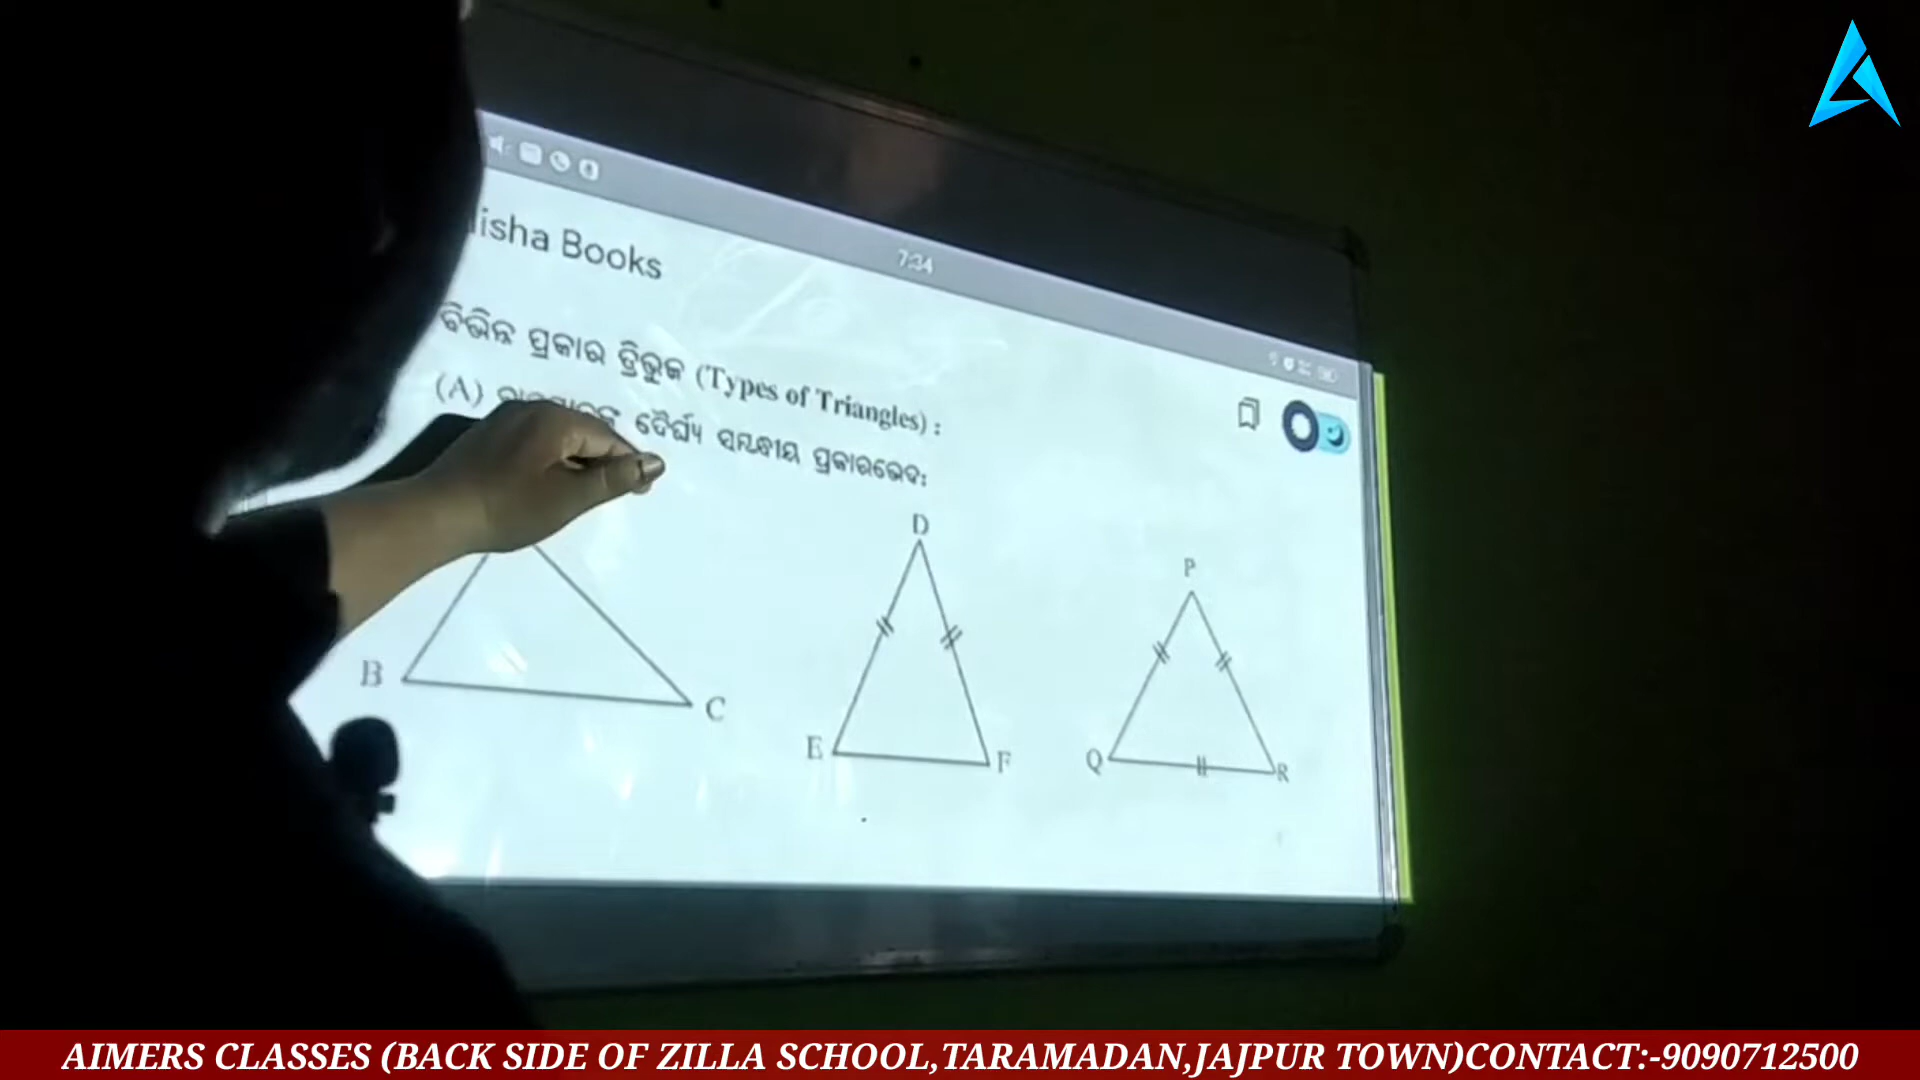 isha Books
7:34
ବିଭିନ୍ନ ପ୍ରକାର ତ୍ରିଭୁଜ (Types of Triangles) :
(A) ଦୈର୍ଘ୍ୟ ସମ୍ବନ୍ଧୀୟ ପ୍ରକାରଭେଦ:
D
P
B
C
E
F
Q
R
AIMERS CLASSES (BACK SIDE OF ZILLA SCHOOL,TARAMADAN,JAJPUR TOWN)CONTACT:-9090712500